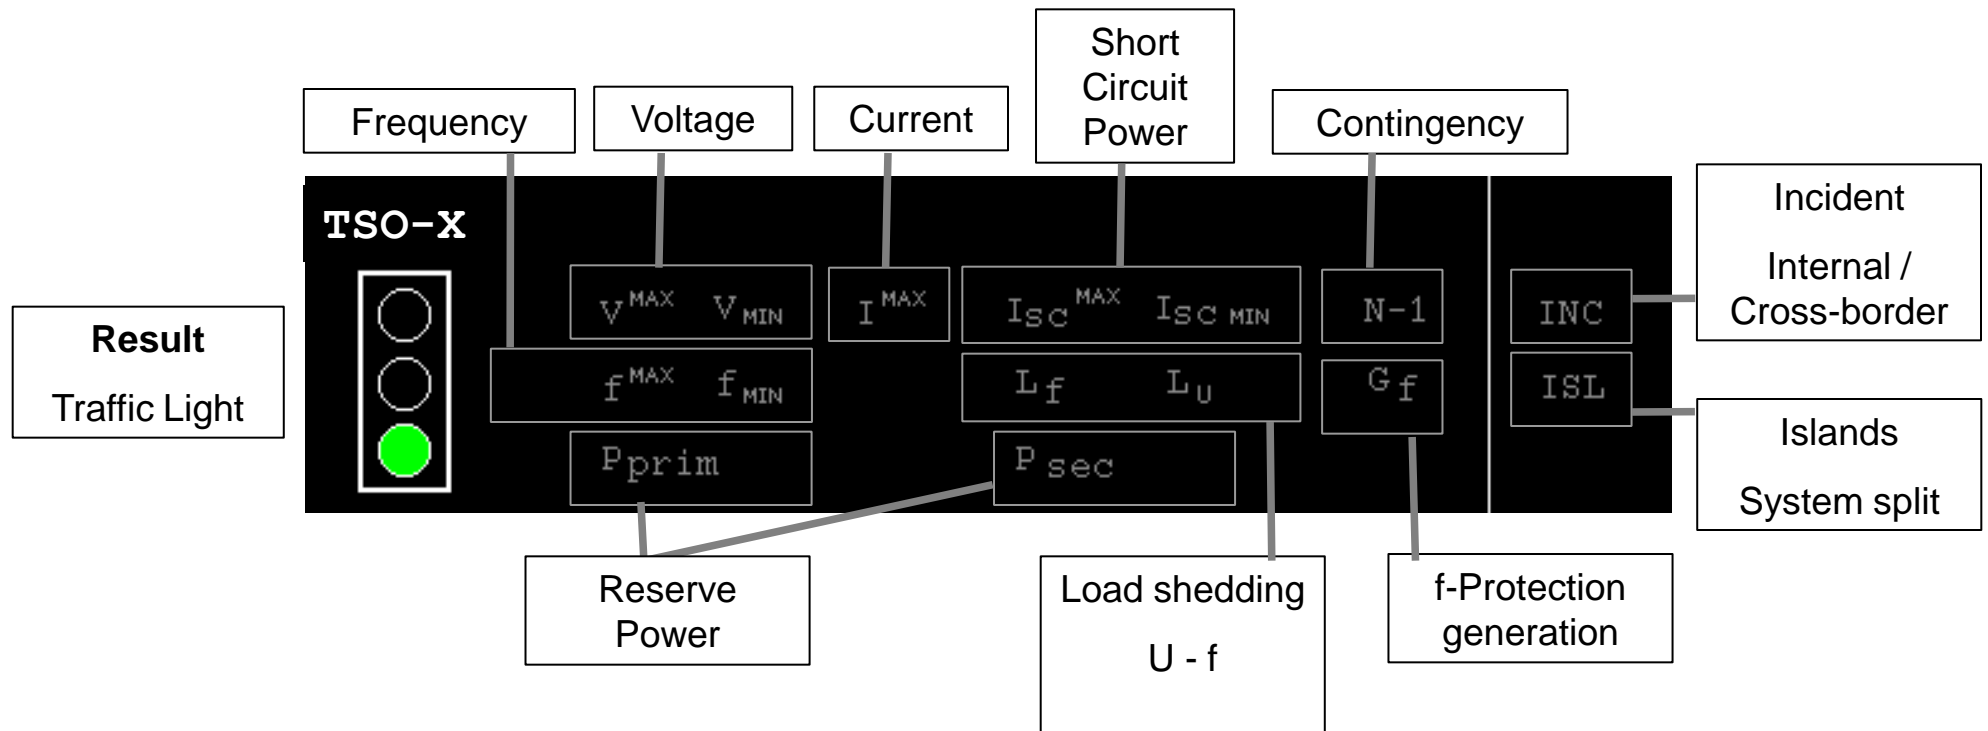 Short
Circuit
Power
Frequency
Voltage
Current
Contingency
TSO-X
V MAX V MIN
I MAX
Isc MAX Isc MIN
N-1
INC
f MAX f MIN
Lf LU
Gf
ISL
Pprim
Psec
Result
Traffic Light
Incident
Internal /
Cross-border
Islands
System split
Reserve
Power
Load shedding
U - f
f-Protection
generation